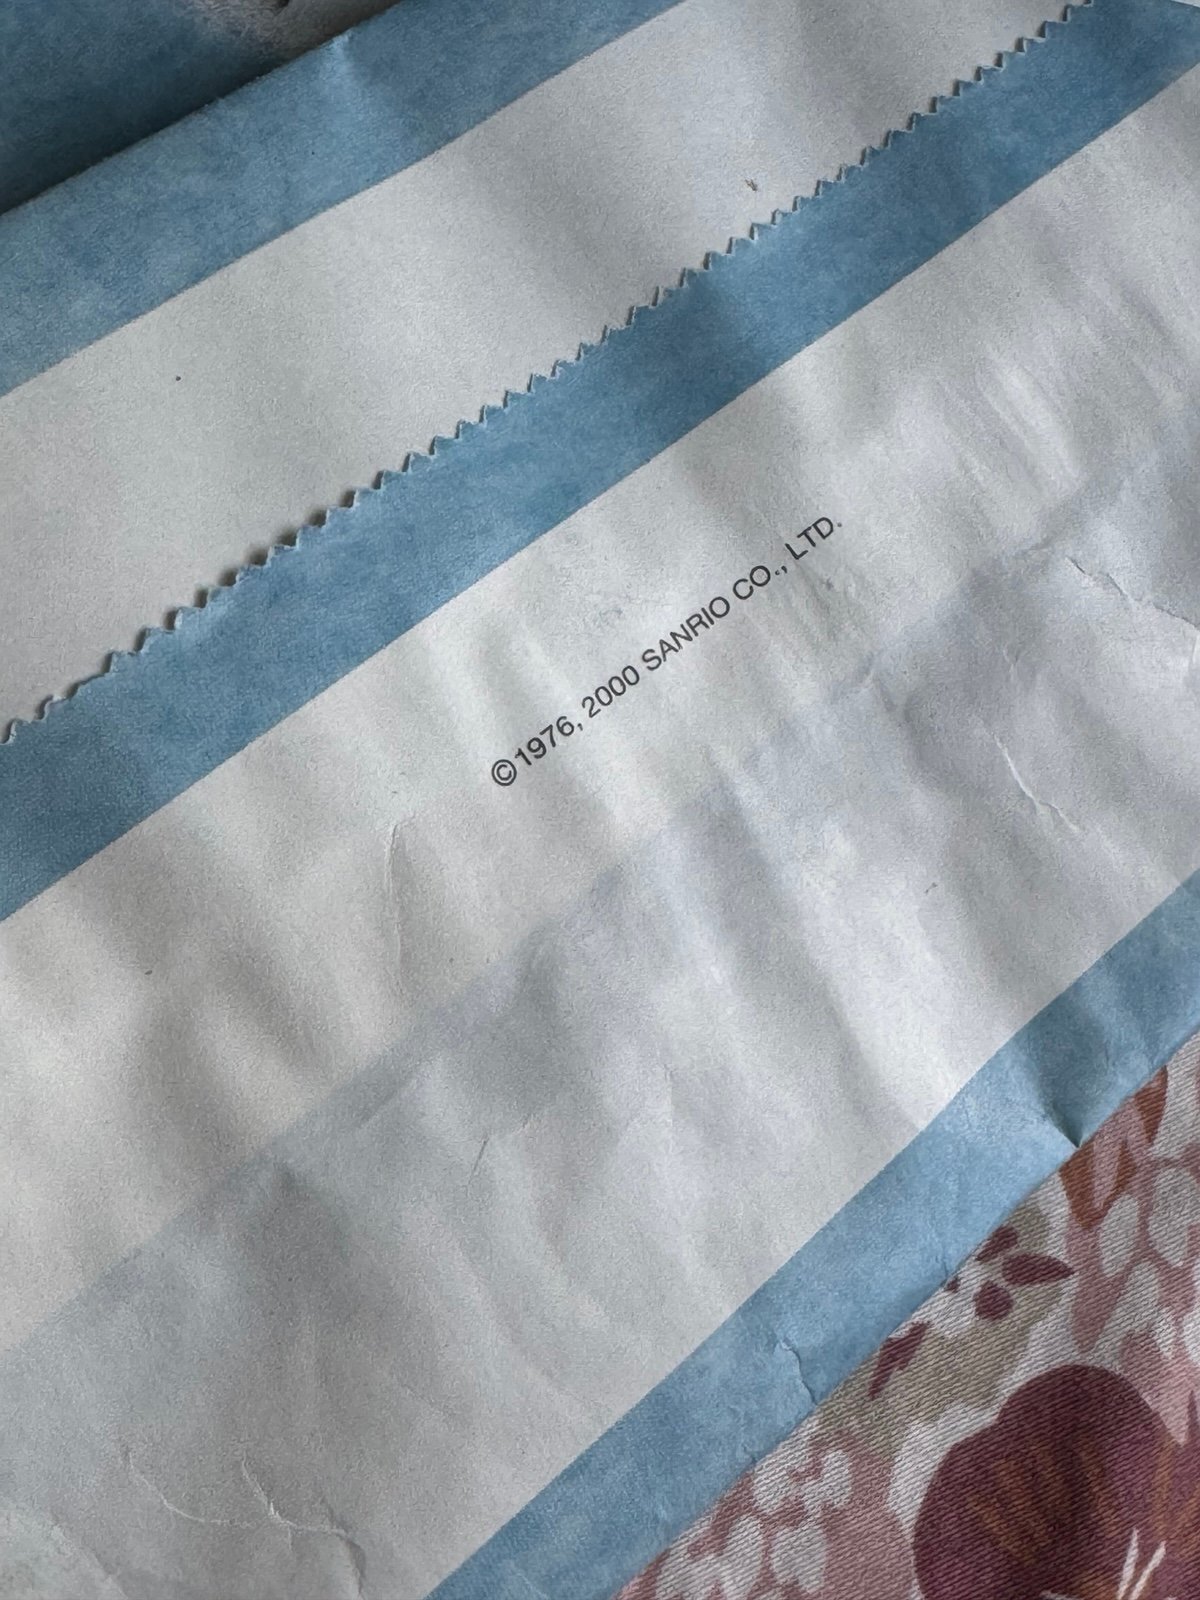 ©1976, 2000 SANRIO CO., LTD.